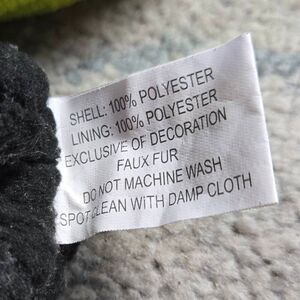 SHELL: 100% POLYESTER
LINING: 100% POLYESTER
EXCLUSIVE OF DECORATION
FAUX FUR
DO NOT MACHINE WASH
SPOT CLEAN WITH DAMP CLOTH